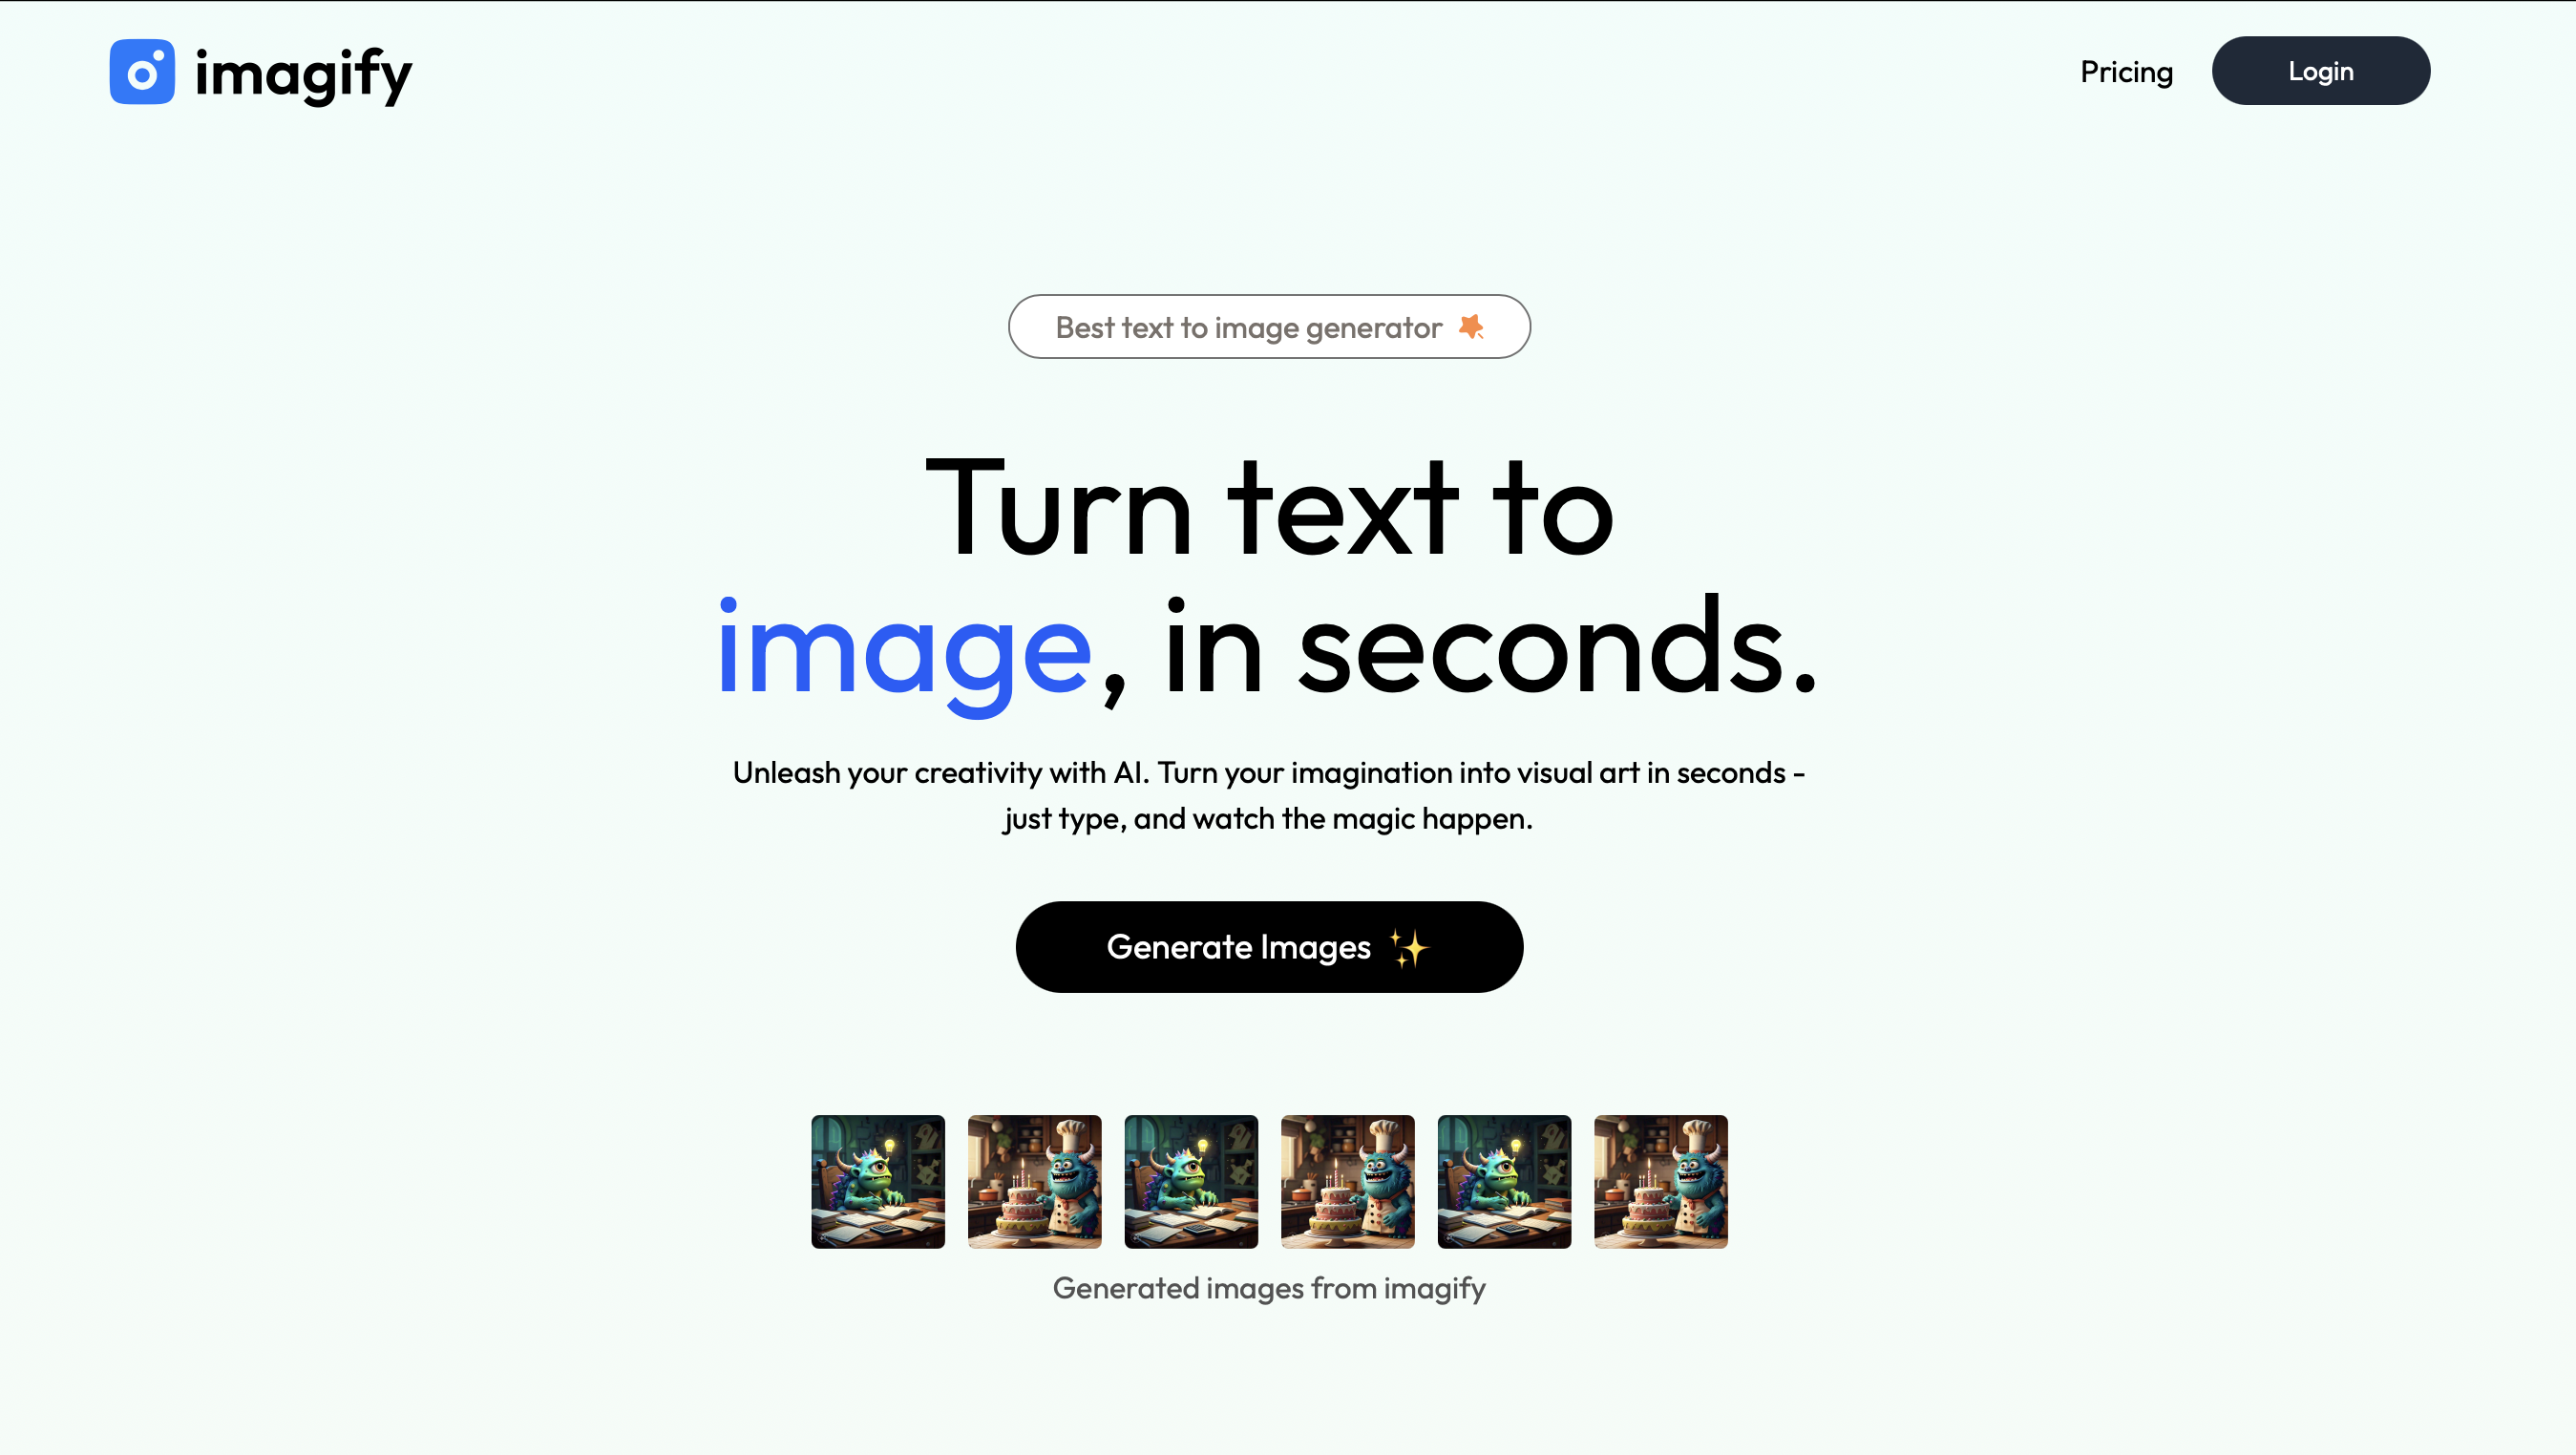 imagify
Pricing
Login
Best text to image generator
Turn text to
image, in seconds.
Unleash your creativity with AI. Turn your imagination into visual art in seconds -
just type, and watch the magic happen.
Generate Images ✨
Generated images from imagify